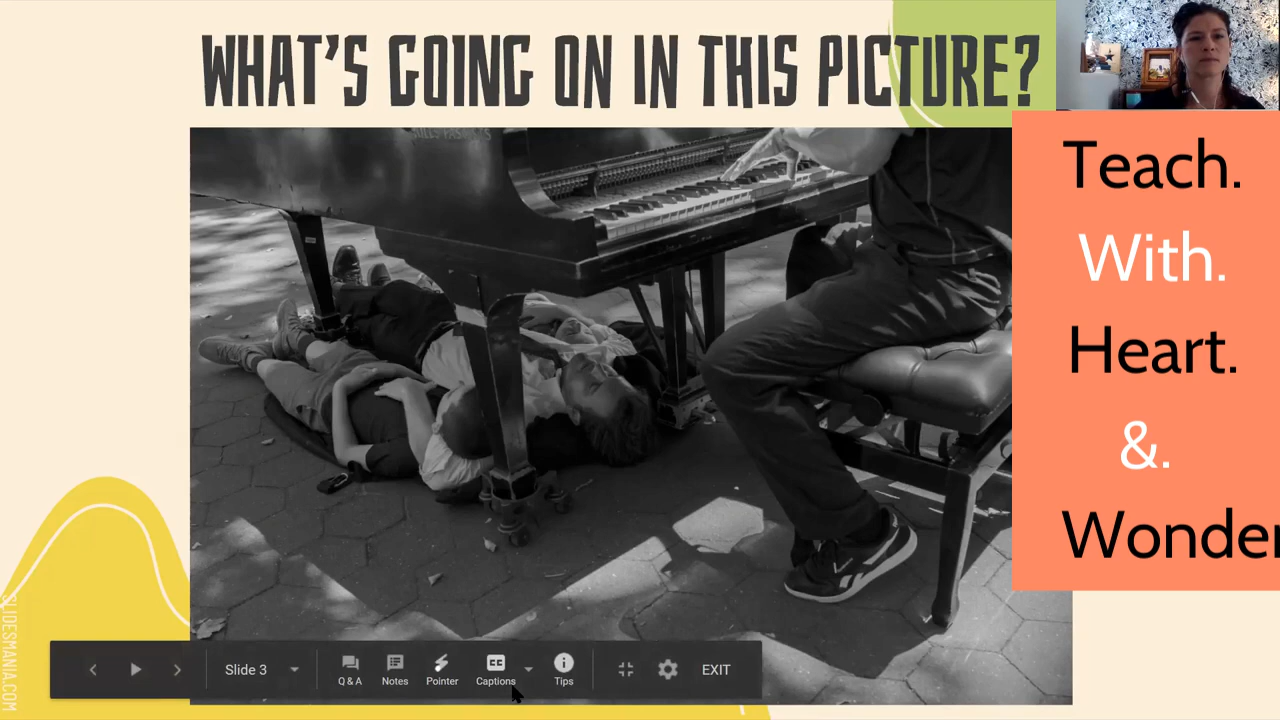 WHAT'S GOING ON IN THIS PICTURE?
Teach.
With.
Heart.
&.
Wonder
SLIDESMANIA.COM
Slide 3
Q & A
Notes
Pointer
CC
Captions
Tips
EXIT